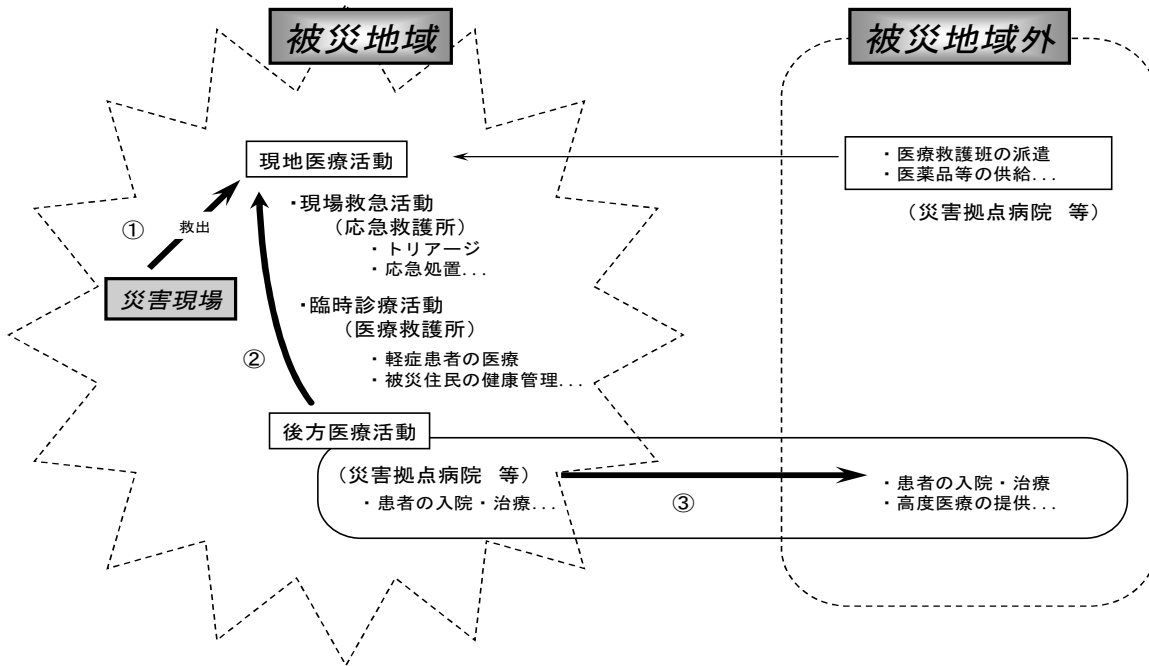 被災地域
被災地域外
現地医療活動
・医療救護班の派遣
・医薬品等の供給...
(災害拠点病院 等)
・現場救急活動
(応急救護所)
・トリアージ
・応急処置...
① 救出
災害現場
・臨時診療活動
(医療救護所)
・軽症患者の医療
・被災住民の健康管理...
②
後方医療活動
(災害拠点病院 等)
・患者の入院・治療...
③
・患者の入院・治療
・高度医療の提供...